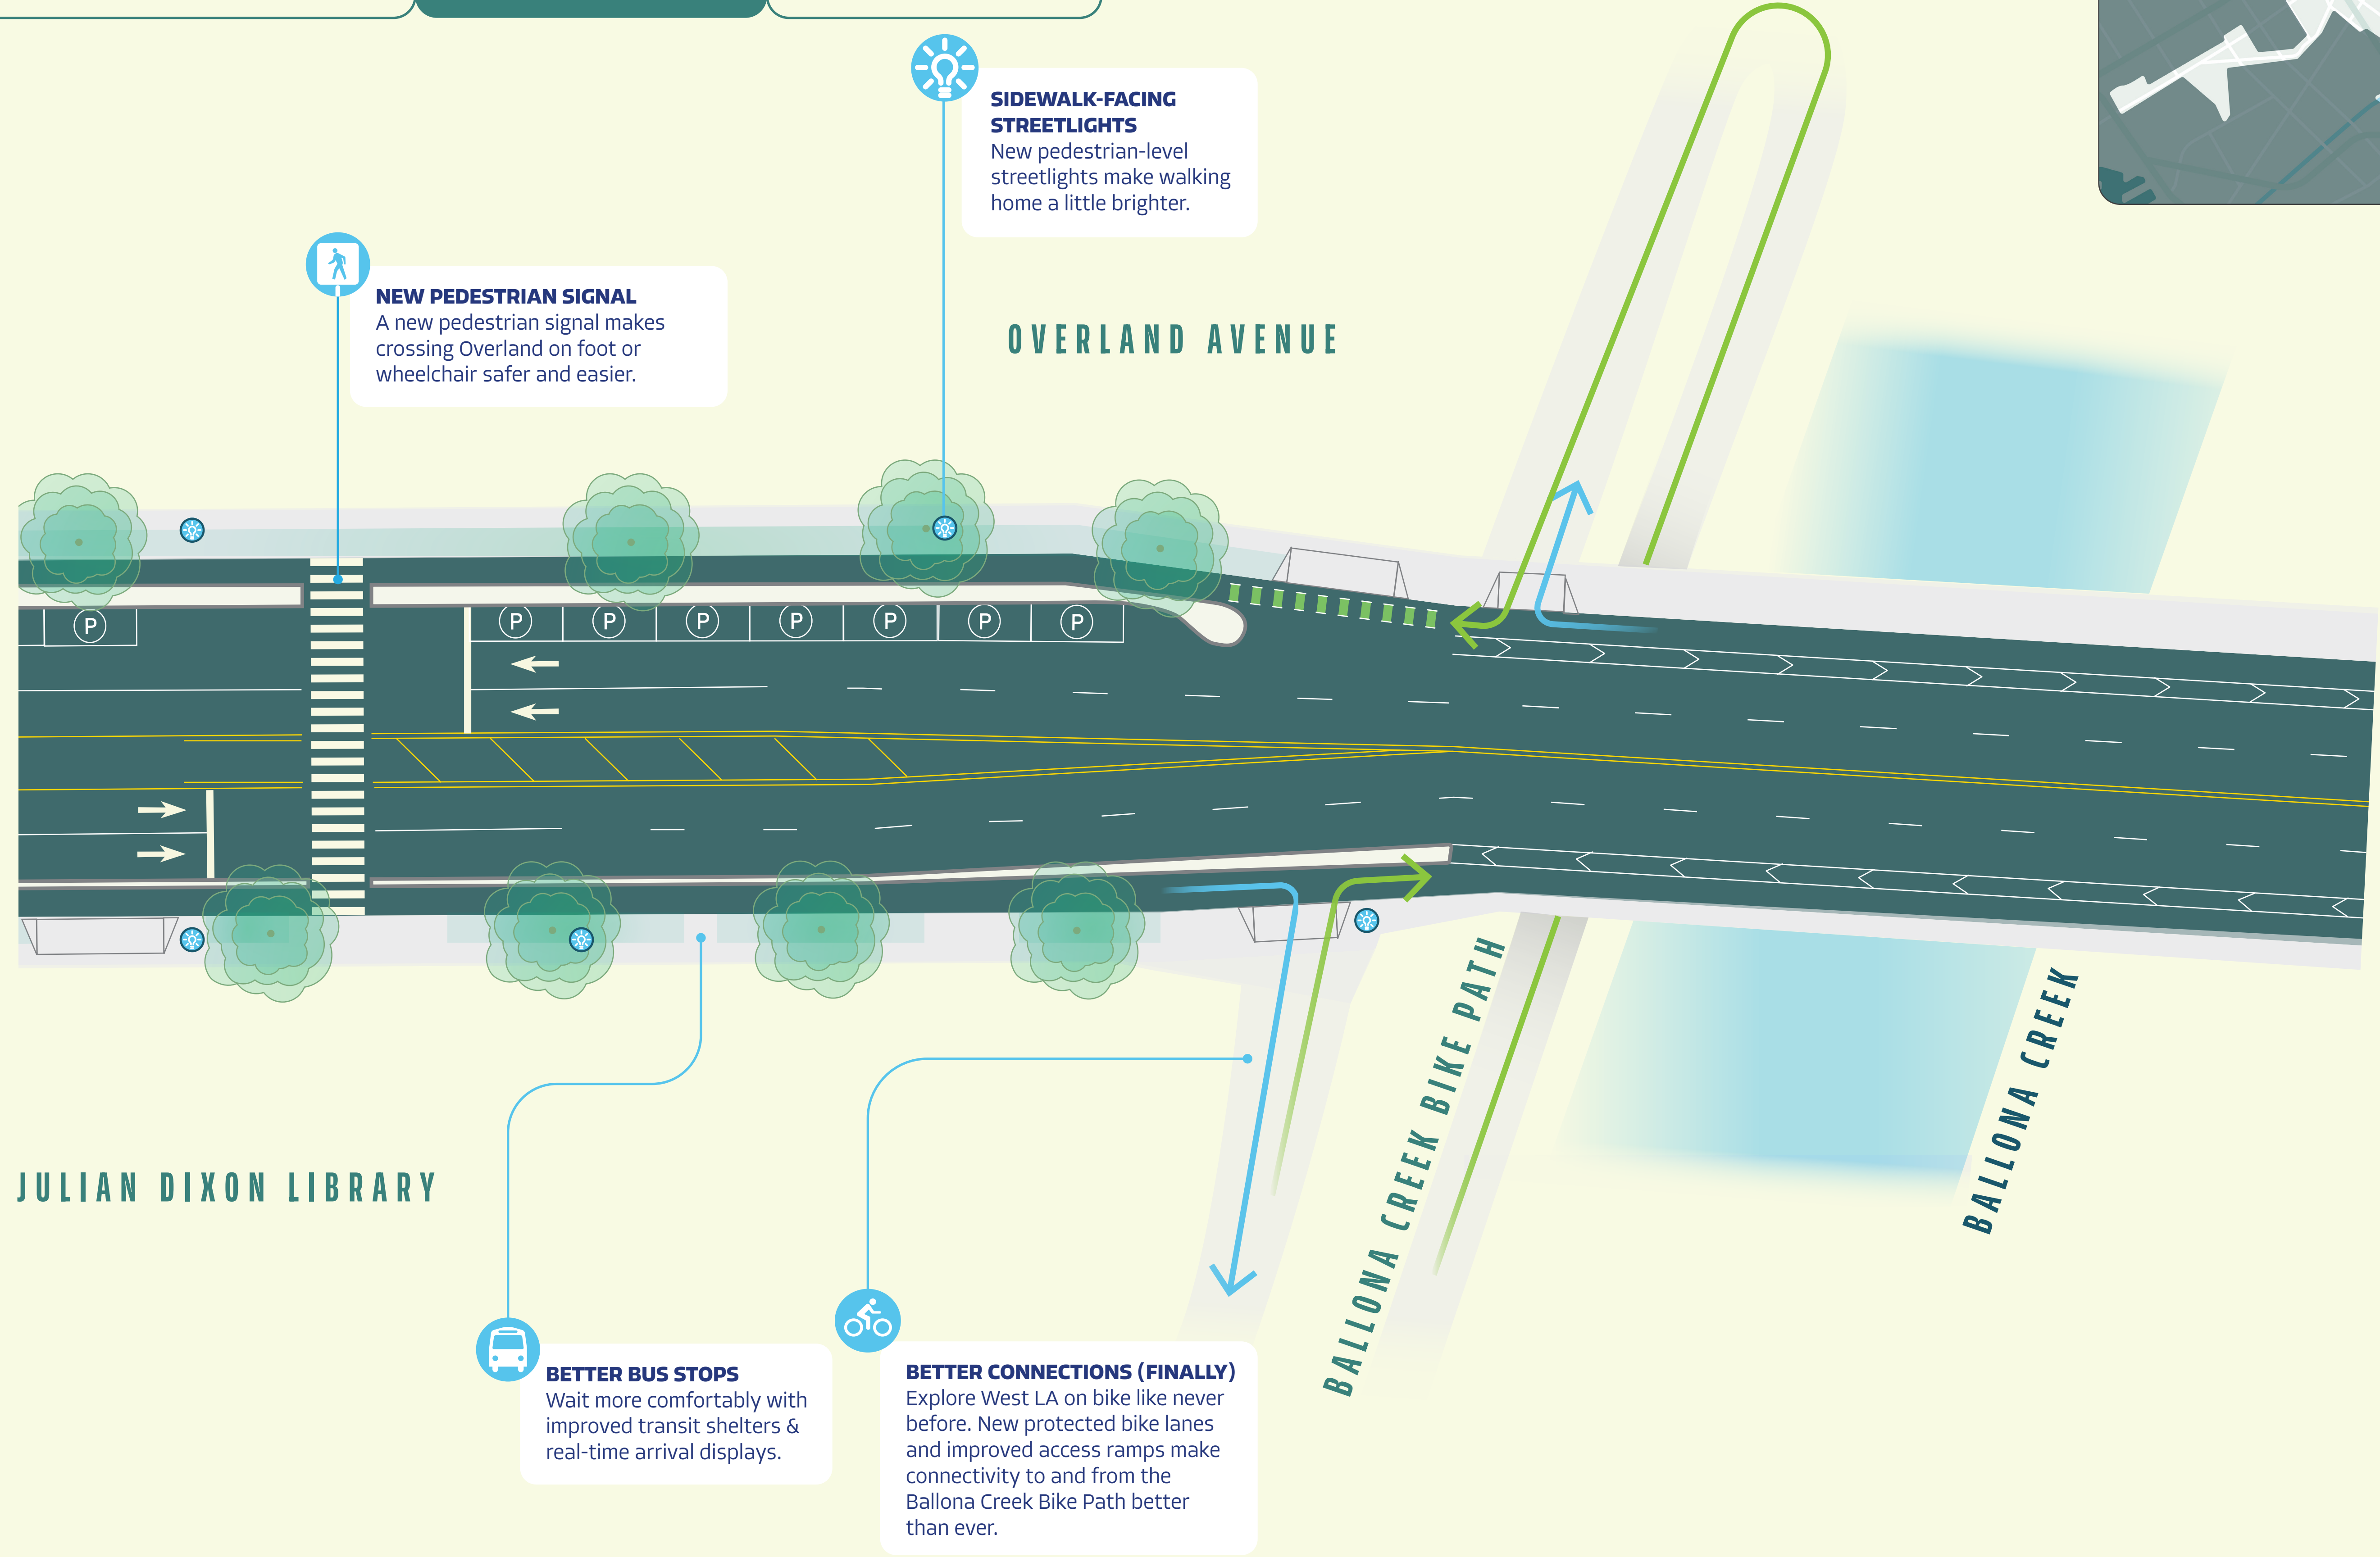 SIDEWALK-FACING
STREETLIGHTS
New pedestrian-level
streetlights make walking
home a little brighter.
NEW PEDESTRIAN SIGNAL
A new pedestrian signal makes
crossing Overland on foot or
wheelchair safer and easier.
OVERLAND AVENUE
P
P
P
P
P
P
P
P
BALLONA CREEK BIKE PATH
BALLONA CREEK
JULIAN DIXON LIBRARY
BETTER BUS STOPS
Wait more comfortably with
improved transit shelters &
real-time arrival displays.
BETTER CONNECTIONS (FINALLY)
Explore West LA on bike like never
before. New protected bike lanes
and improved access ramps make
connectivity to and from the
Ballona Creek Bike Path better
than ever.